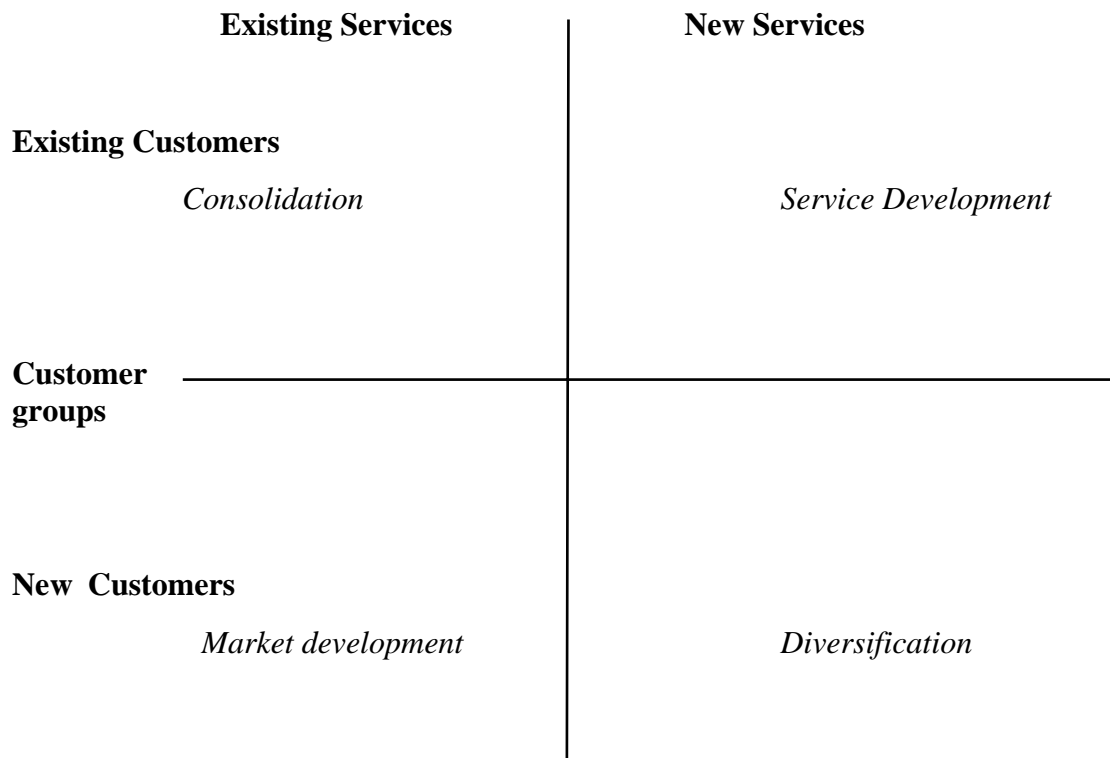 Existing Services New Services
Existing Customers
Consolidation Service Development
Customer
groups
New Customers
Market development Diversification